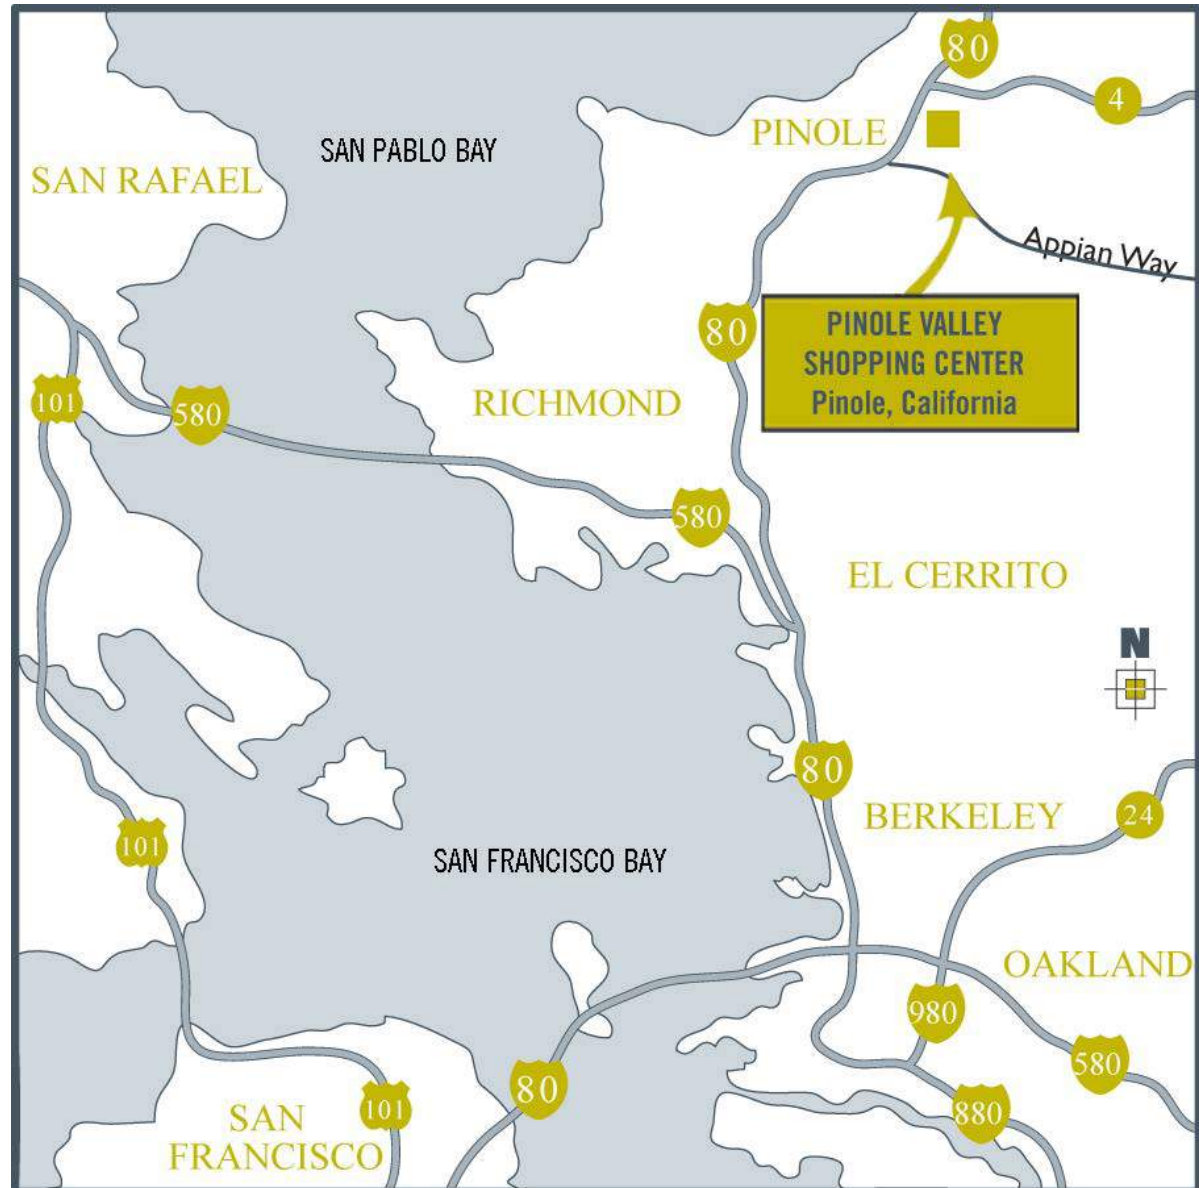 80
4
PINOLE
SAN PABLO BAY
SAN RAFAEL
Appian Way
80
PINOLE VALLEY
SHOPPING CENTER
Pinole, California
101
580
RICHMOND
580
EL CERRITO
N
80
BERKELEY
24
101
SAN FRANCISCO BAY
OAKLAND
980
580
80
101
880
SAN
FRANCISCO